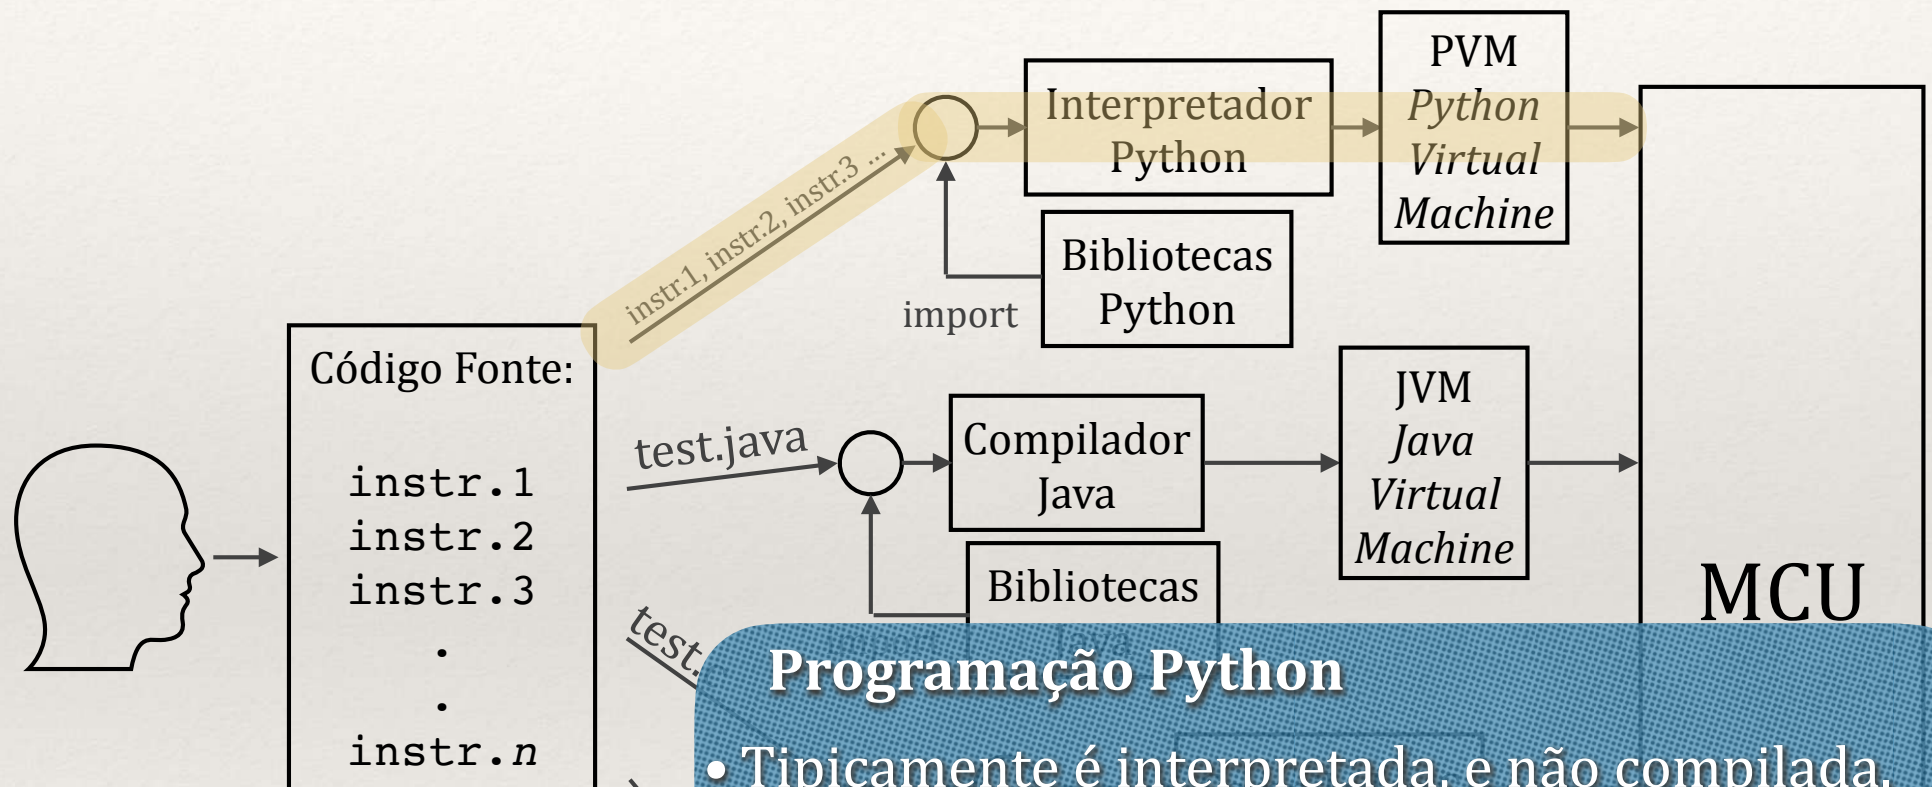 PVM
Python
Virtual
Machine
Interpretador
Python
instr.1, instr.2, instr.3 ...
Bibliotecas
Python
import
Código Fonte:
instr.1
instr.2
instr.3
.
.
instr.n
test.java
Compilador
Java
JVM
Java
Virtual
Machine
Bibliotecas
MCU
test.
Programação Python
• Tipicamente é interpretada, e não compilada.